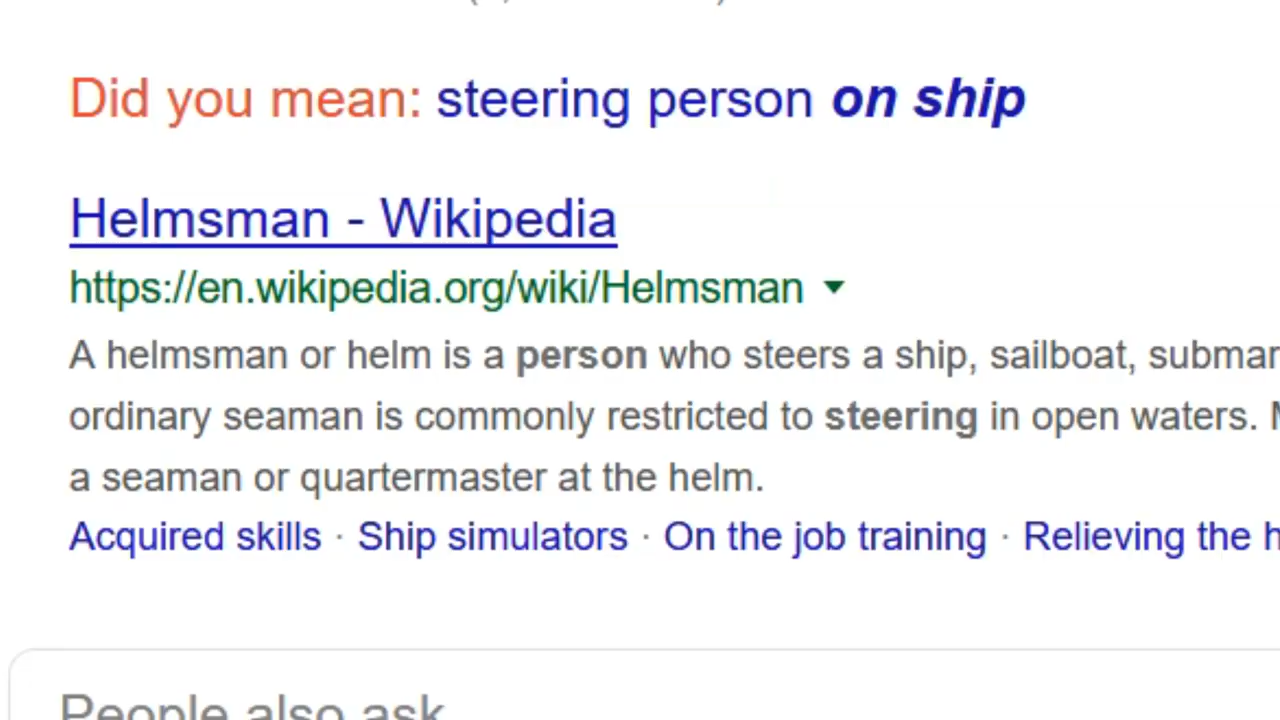 Did you mean: steering person on ship
Helmsman - Wikipedia
https://en.wikipedia.org/wiki/Helmsman
A helmsman or helm is a person who steers a ship, sailboat,
ordinary seaman is commonly restricted to steering in open waters.
a seaman or quartermaster at the helm.
Acquired skills · Ship simulators · On the job training · Relieving the
People also ask